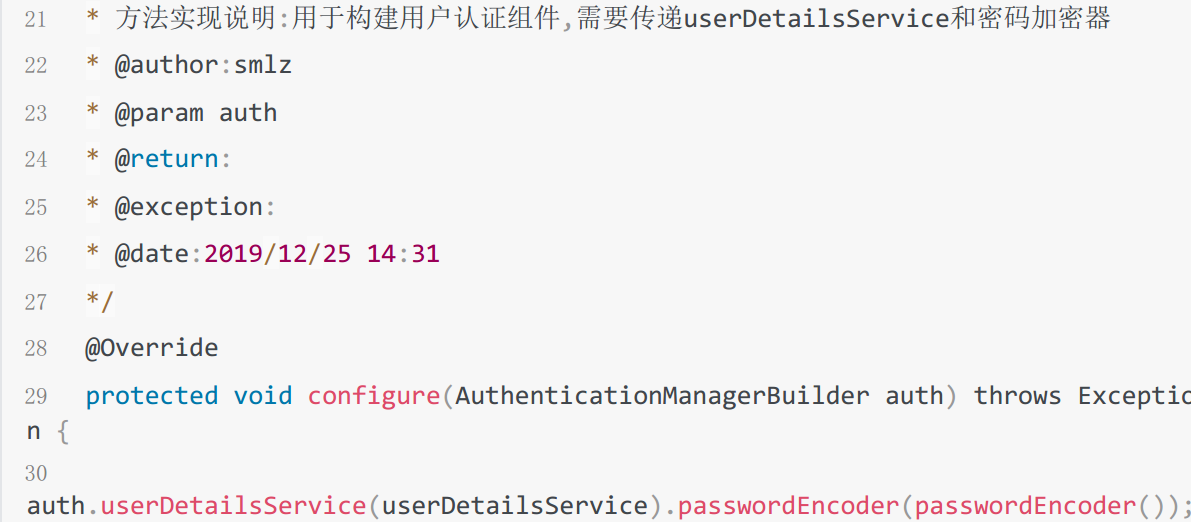 21 * 方法实现说明:用于构建用户认证组件,需要传递userDetailsService和密码加密器
22 * @author:smlz
23 * @param auth
24 * @return:
25 * @exception:
26 * @date:2019/12/25 14:31
27 */
28 @Override
29 protected void configure(AuthenticationManagerBuilder auth) throws Exceptio
n {
30
auth.userDetailsService(userDetailsService).passwordEncoder(passwordEncoder());